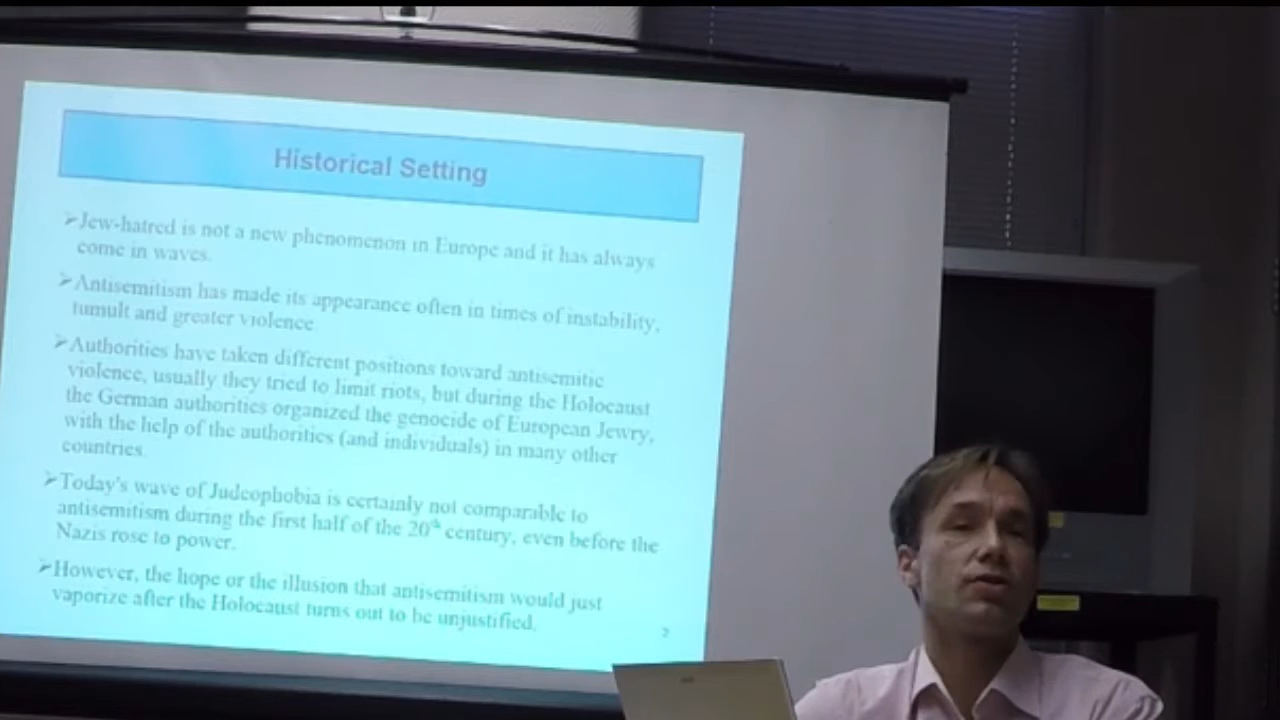 Historical Setting
➢Jew-hatred is not a new phenomenon in Europe and it has always
come in waves.
➢Antisemitism has made its appearance often in times of instability,
tumult and greater violence
➢Authorities have taken different positions toward antisemitic
violence, usually they tried to limit riots, but during the Holocaust
the German authorities organized the genocide of European Jewry,
with the help of the authorities (and individuals) in many other
countries.
➢Today's wave of Judeophobia is certainly not comparable to
antisemitism during the first half of the 20th century, even before the
Nazis rose to power.
➢However, the hope or the illusion that antisemitism would just
vaporize after the Holocaust turns out to be unjustified.
2